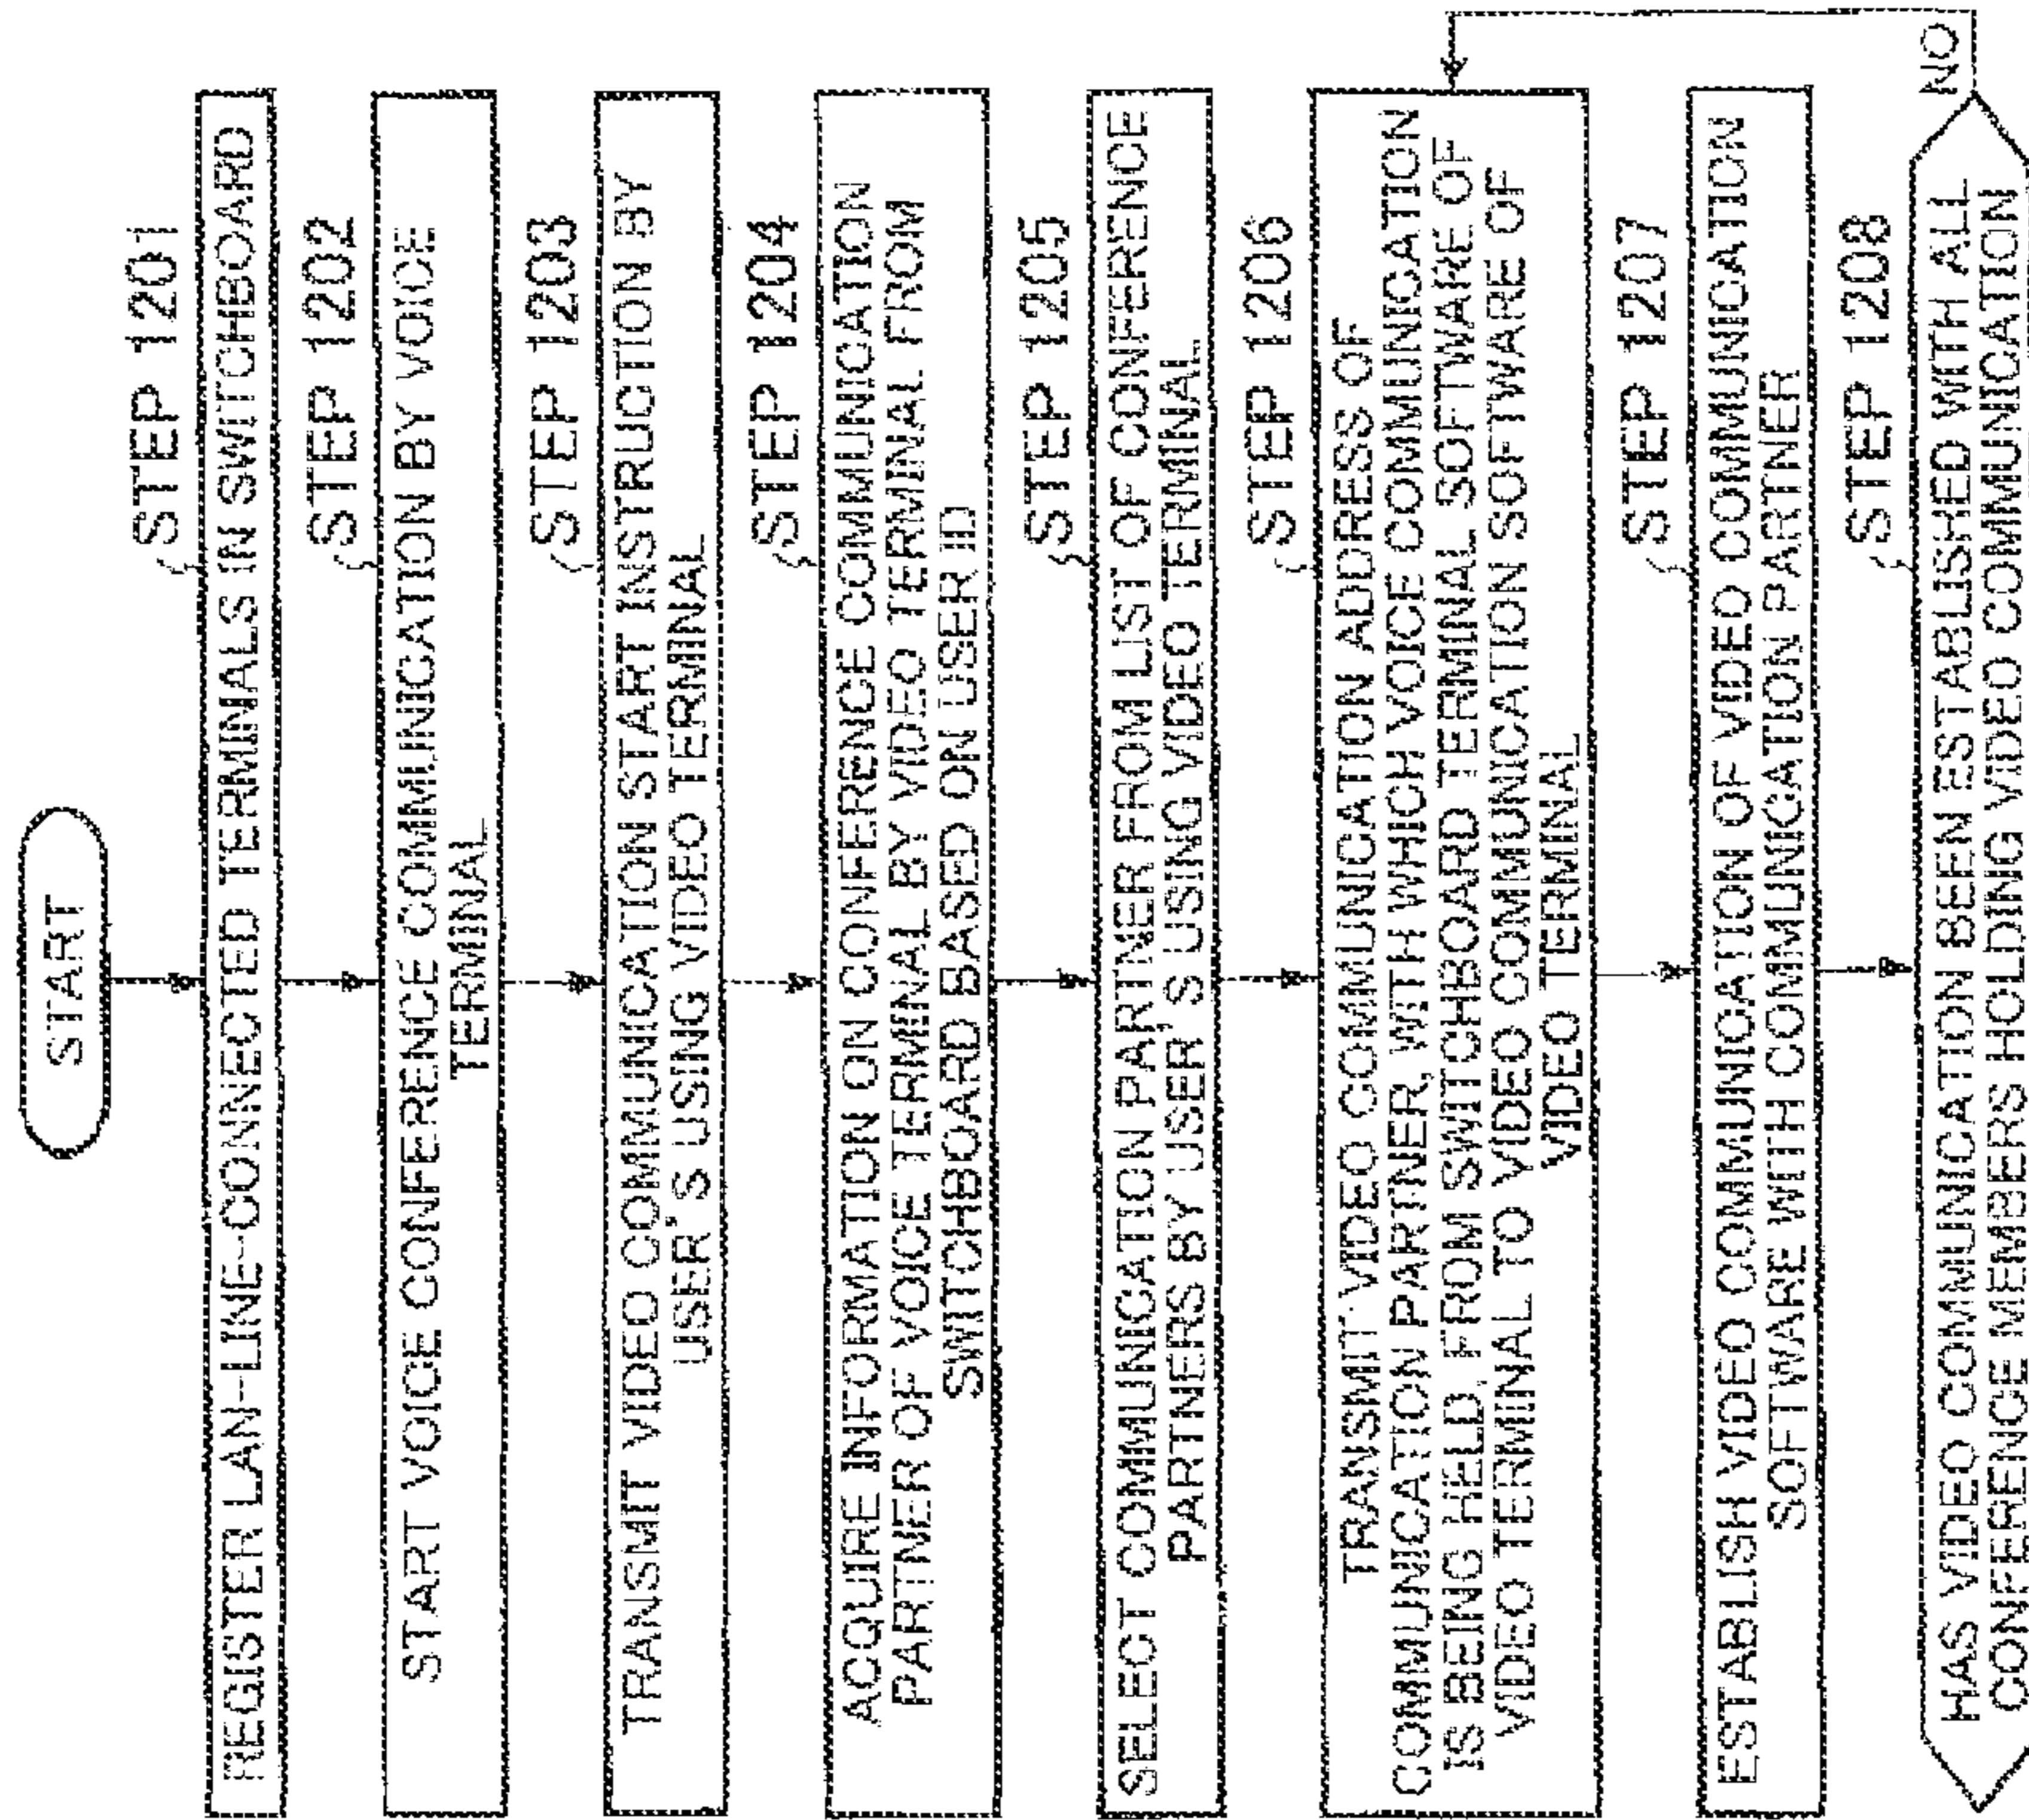 START
STEP 1201
REGISTER LAN-LINE-CONNECTED TERMINALS IN SWITCHBOARD
STEP 1202
START VOICE CONFERENCE COMMUNICATION BY VOICE
TERMINAL
STEP 1203
TRANSMIT VIDEO COMMUNICATION START INSTRUCTION BY
USER'S USING VIDEO TERMINAL
STEP 1204
ACQUIRE INFORMATION ON CONFERENCE COMMUNICATION
PARTNER OF VOICE TERMINAL BY VIDEO TERMINAL FROM
SWITCHBOARD BASED ON USER ID
STEP 1205
SELECT COMMUNICATION PARTNER FROM LIST OF CONFERENCE
PARTNERS BY USER'S USING VIDEO TERMINAL
STEP 1206
TRANSMIT VIDEO COMMUNICATION ADDRESS OF
COMMUNICATION PARTNER, WITH WHICH VOICE COMMUNICATION
IS BEING HELD, FROM SWITCHBOARD TERMINAL SOFTWARE OF
VIDEO TERMINAL TO VIDEO COMMUNICATION SOFTWARE OF
VIDEO TERMINAL
STEP 1207
ESTABLISH VIDEO COMMUNICATION OF VIDEO COMMUNICATION
SOFTWARE WITH COMMUNICATION PARTNER
STEP 1208
HAS VIDEO COMMUNICATION BEEN ESTABLISHED WITH ALL
CONFERENCE MEMBERS HOLDING VIDEO COMMUNICATION
NO